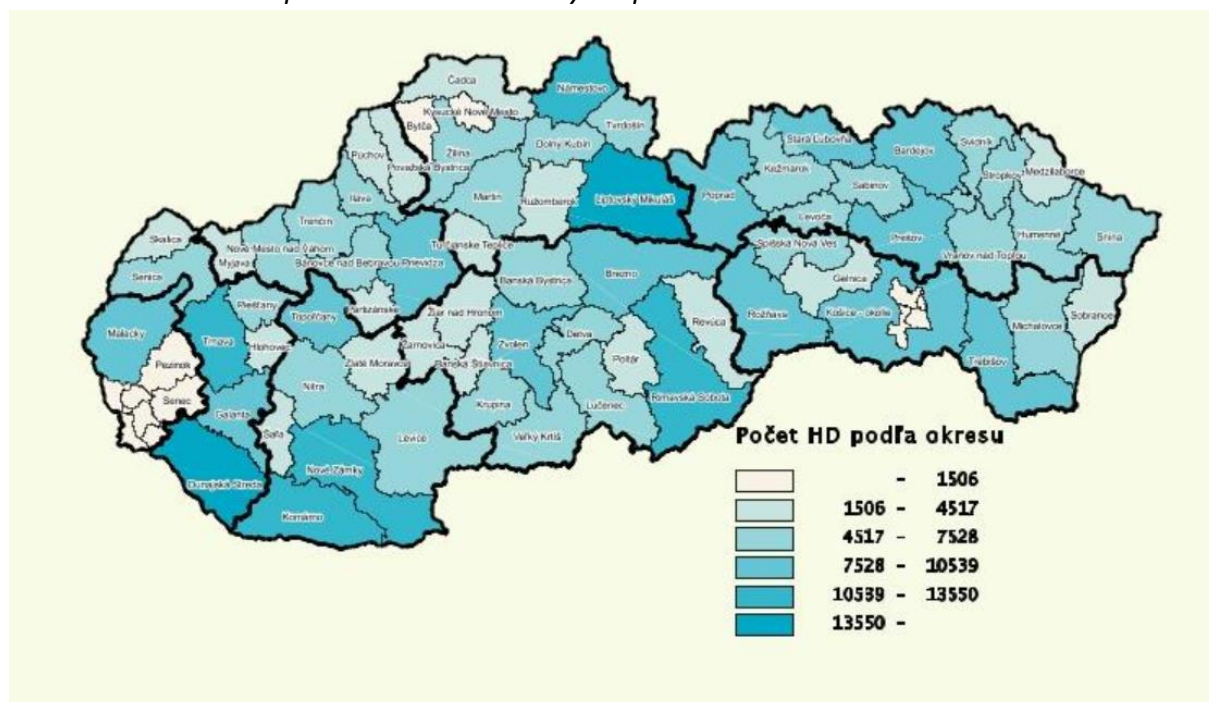 Čadca
Námestovo
Kysucké Nové Mesto
Bytča
Tvrdošín
Stará Ľubovňa
Bardejov
Svidník
Dolný Kubín
Žilina
Púchov
Považská Bystrica
Kežmarok
Stropkov
Medzilaborce
Sabinov
Poprad
Martin
Ružomberok
Liptovský Mikuláš
Ilava
Levoča
Trenčín
Prešov
Humenné
Snina
Skalica
Turčianske Teplice
Spišská Nová Ves
Nové Mesto nad Váhom
Vranov nad Topľou
Myjava
Bánovce nad Bebravou
Prievidza
Brezno
Senica
Gelnica
Banská Bystrica
Piešťany
Partizánske
Žiar nad Hronom
Revúca
Rožňava
Košice - okolie
Sobrance
Topoľčany
Michalovce
Malacky
Trnava
Hlohovec
Žarnovica
Zvolen
Detva
Poltár
Zlaté Moravce
Banská Štiavnica
Trebišov
Pezinok
Nitra
Rimavská Sobota
Senec
Krupina
Lučenec
Galanta
Šaľa
Levice
Veľký Krtíš
Počet HD podľa okresu
Nové Zámky
Dunajská Streda
- 1506
1506 - 4517
Komárno
4517 - 7528
7528 - 10539
10539 - 13550
13550 -